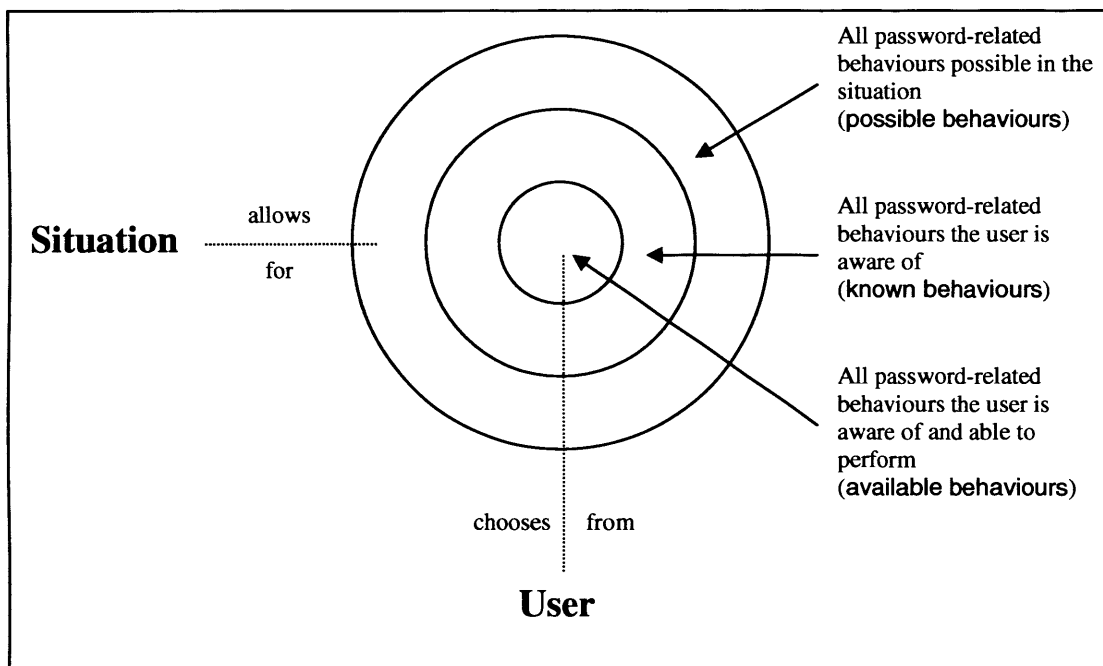 All password-related
behaviours possible in the
situation
(possible behaviours)
allows
Situation
for
All password-related
behaviours the user is
aware of
(known behaviours)
All password-related
behaviours the user is
aware of and able to
perform
(available behaviours)
chooses from
User